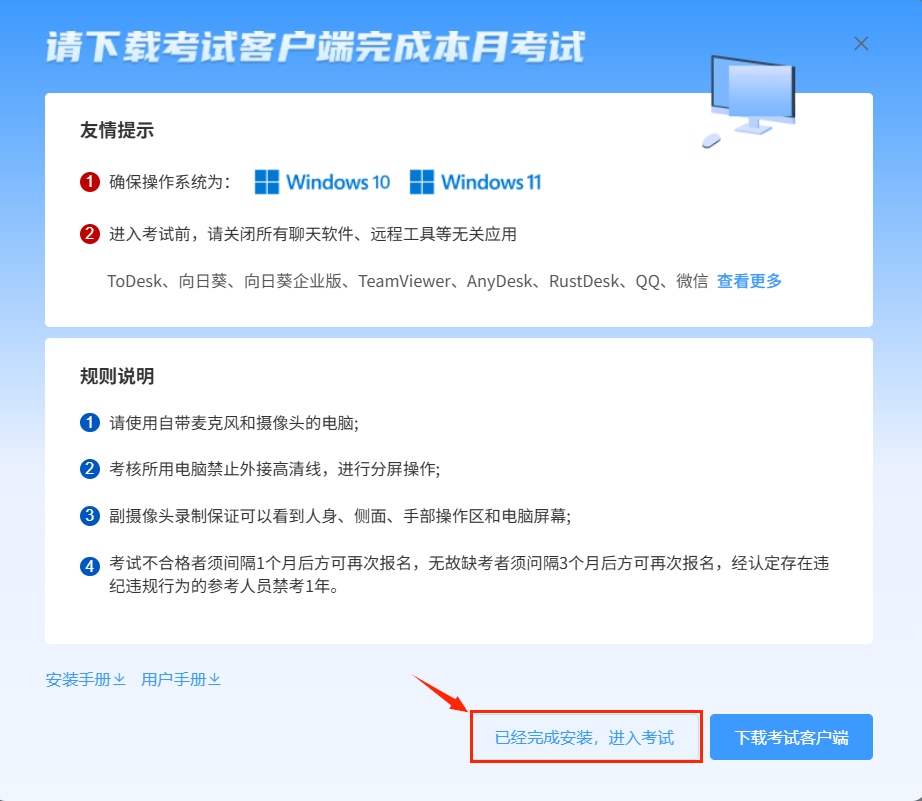 请下载考试客户端完成本月考试
友情提示
1 确保操作系统为： Windows 10 Windows 11
2 进入考试前，请关闭所有聊天软件、远程工具等无关应用
ToDesk、向日葵、向日葵企业版、TeamViewer、AnyDesk、RustDesk、QQ、微信 查看更多
规则说明
1 请使用自带麦克风和摄像头的电脑;
2 考核所用电脑禁止外接高清线，进行分屏操作;
3 副摄像头录制保证可以看到人身、侧面、手部操作区和电脑屏幕;
4 考试不合格者须间隔1个月后方可再次报名，无故缺考者须问隔3个月后方可再次报名，经认定存在违
纪违规行为的参考人员禁考1年。
安装手册 用户手册
已经完成安装，进入考试 下载考试客户端